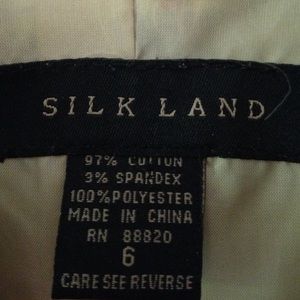 SILK LAND
97% COTTON
3% SPANDEX
100% POLYESTER
MADE IN CHINA
RN 88820
6
CARE SEE REVERSE